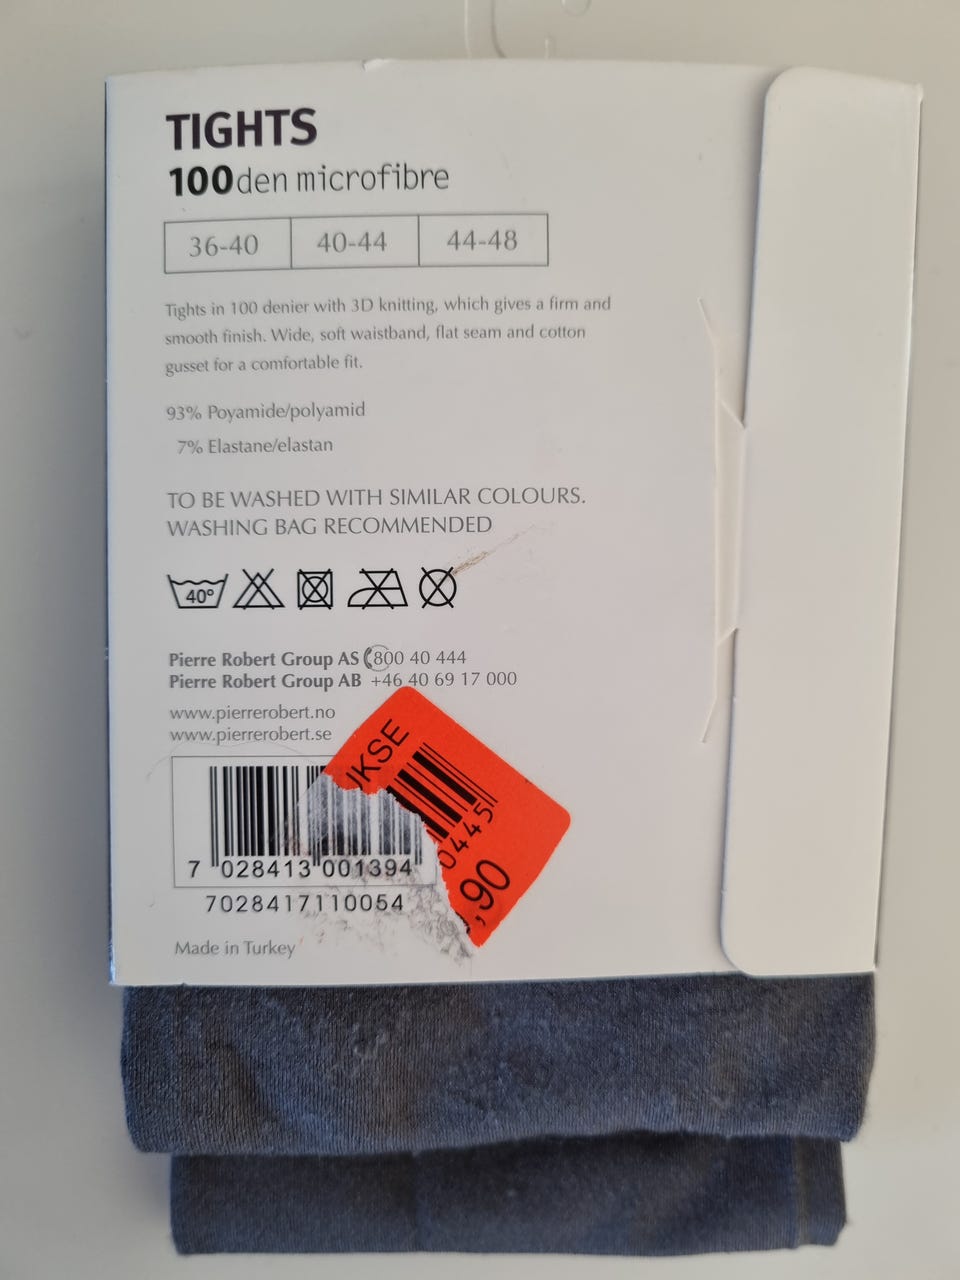 TIGHTS
100den microfibre
36-40 40-44 44-48
Tights in 100 denier with 3D knitting, which gives a firm and
smooth finish. Wide, soft waistband, flat seam and cotton
gusset for a comfortable fit.
93% Poyamide/polyamid
7% Elastane/elastan
TO BE WASHED WITH SIMILAR COLOURS.
WASHING BAG RECOMMENDED
40°
Pierre Robert Group AS 800 40 444
Pierre Robert Group AB +46 40 69 17 000
www.pierrerobert.no
www.pierrerobert.se
UKSE
0445
,90
7 028413 001394
7028417110054
Made in Turkey